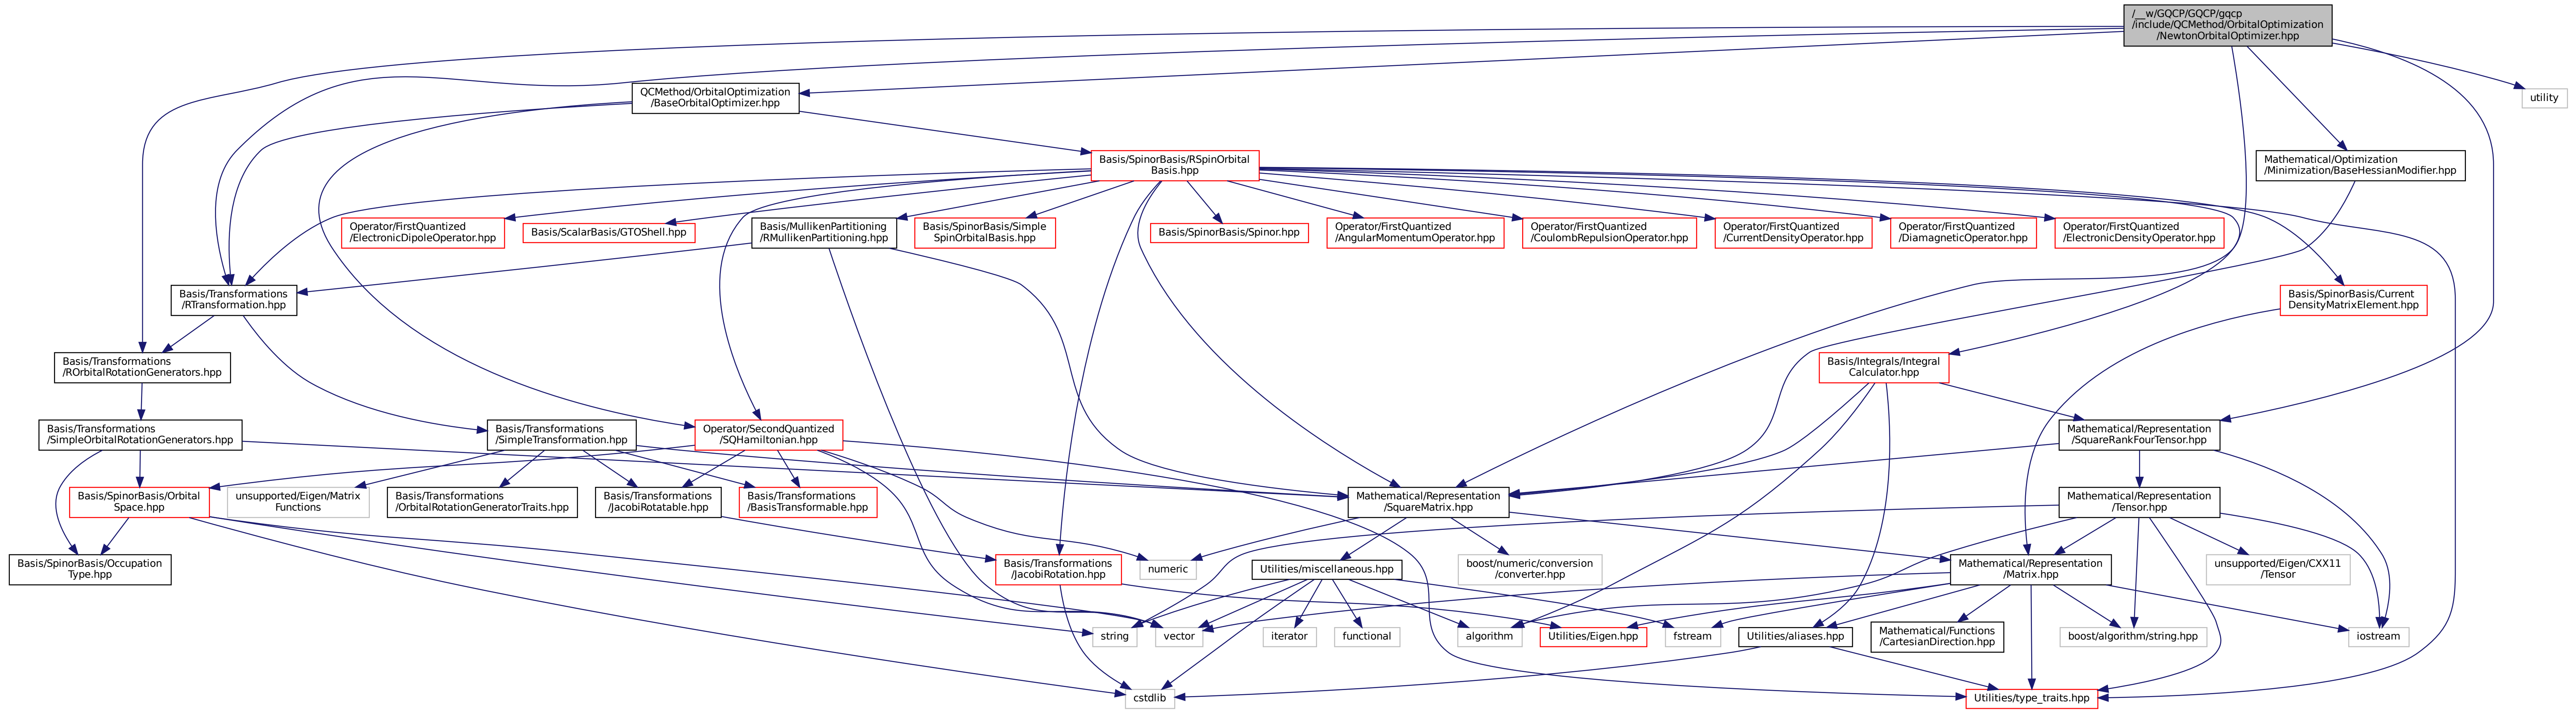 /__w/GQCP/GQCP/gqcp
/include/QCMethod/OrbitalOptimization
/NewtonOrbitalOptimizer.hpp
QCMethod/OrbitalOptimization
/BaseOrbitalOptimizer.hpp
utility
Basis/SpinorBasis/RSpinOrbital
Basis.hpp
Mathematical/Optimization
/Minimization/BaseHessianModifier.hpp
Operator/FirstQuantized
/ElectronicDipoleOperator.hpp
Basis/ScalarBasis/GTOShell.hpp
Basis/MullikenPartitioning
/RMullikenPartitioning.hpp
Basis/SpinorBasis/Simple
SpinOrbitalBasis.hpp
Basis/SpinorBasis/Spinor.hpp
Operator/FirstQuantized
/AngularMomentumOperator.hpp
Operator/FirstQuantized
/CoulombRepulsionOperator.hpp
Operator/FirstQuantized
/CurrentDensityOperator.hpp
Operator/FirstQuantized
/DiamagneticOperator.hpp
Operator/FirstQuantized
/ElectronicDensityOperator.hpp
Basis/Transformations
/RTransformation.hpp
Basis/SpinorBasis/Current
DensityMatrixElement.hpp
Basis/Transformations
/ROrbitalRotationGenerators.hpp
Basis/Integrals/Integral
Calculator.hpp
Basis/Transformations
/SimpleOrbitalRotationGenerators.hpp
Basis/Transformations
/SimpleTransformation.hpp
Operator/SecondQuantized
/SQHamiltonian.hpp
Mathematical/Representation
/SquareRankFourTensor.hpp
Basis/SpinorBasis/Orbital
Space.hpp
unsupported/Eigen/Matrix
Functions
Basis/Transformations
/OrbitalRotationGeneratorTraits.hpp
Basis/Transformations
/JacobiRotatable.hpp
Basis/Transformations
/BasisTransformable.hpp
Mathematical/Representation
/SquareMatrix.hpp
Mathematical/Representation
/Tensor.hpp
Basis/SpinorBasis/Occupation
Type.hpp
Basis/Transformations
/JacobiRotation.hpp
numeric
Utilities/miscellaneous.hpp
boost/numeric/conversion
/converter.hpp
Mathematical/Representation
/Matrix.hpp
unsupported/Eigen/CXX11
/Tensor
string
vector
iterator
functional
algorithm
Utilities/Eigen.hpp
fstream
Utilities/aliases.hpp
Mathematical/Functions
/CartesianDirection.hpp
boost/algorithm/string.hpp
iostream
cstdlib
Utilities/type_traits.hpp